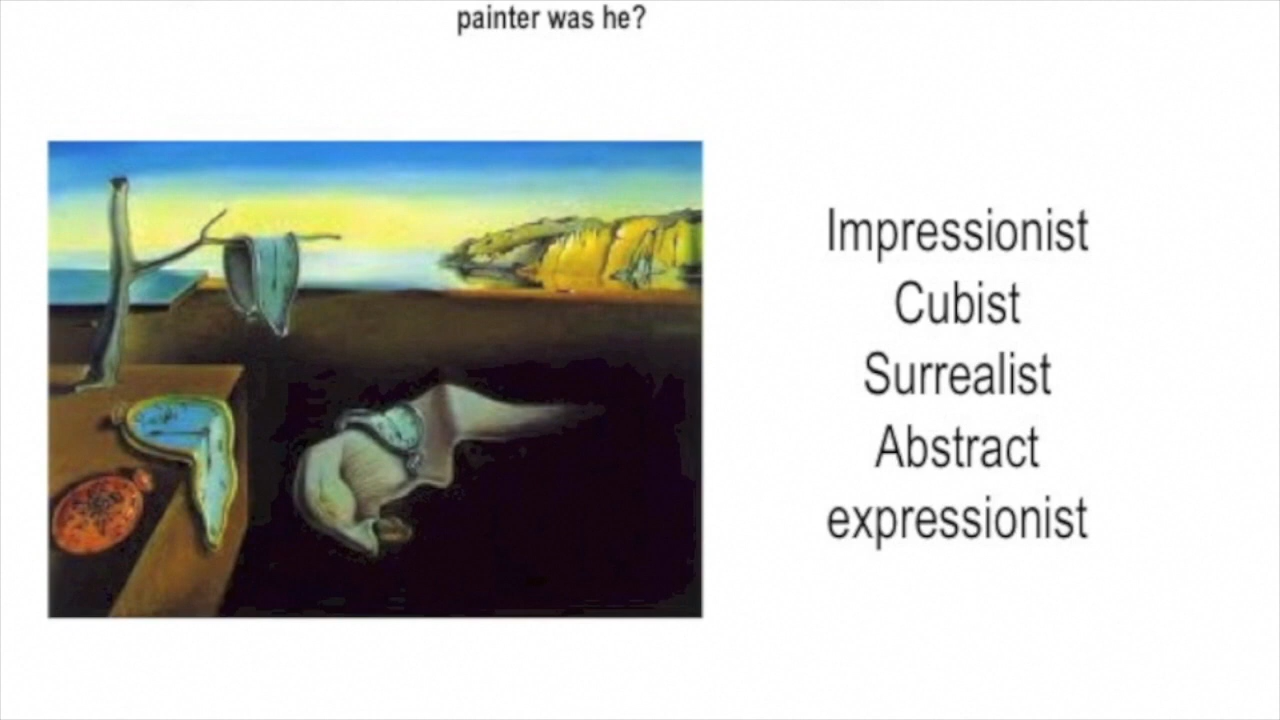 painter was he?
Impressionist
Cubist
Surrealist
Abstract
expressionist